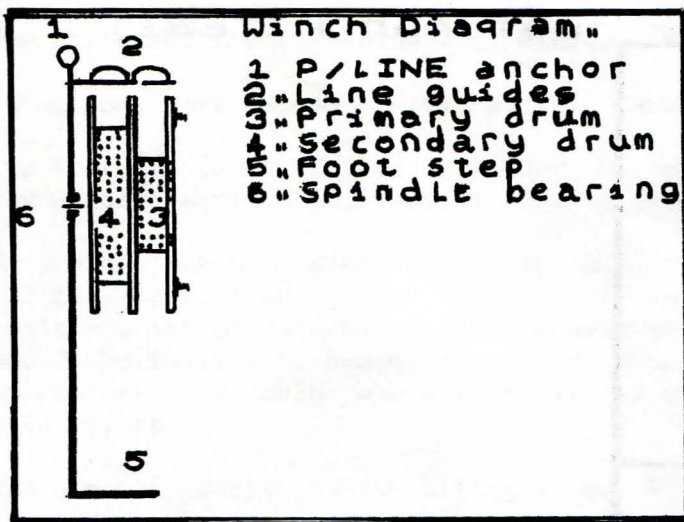 Winch Diagram..
1 P/LINE anchor
2..Line guides
3..Primary drum
4..Secondary drum
5..Foot step
6..SpindLE bearing
1
2
6
4
3
5